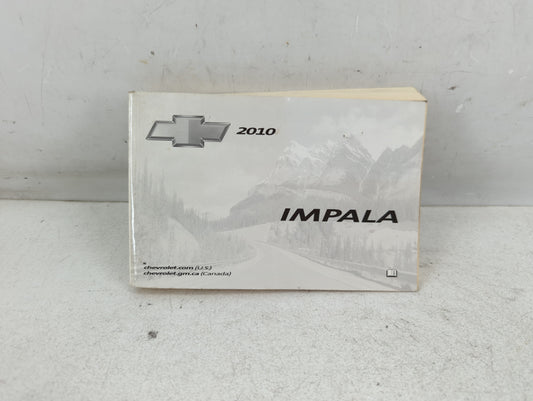 2010
IMPALA
chevrolet.com (U.S.)
chevrolet.gm.ca (Canada)